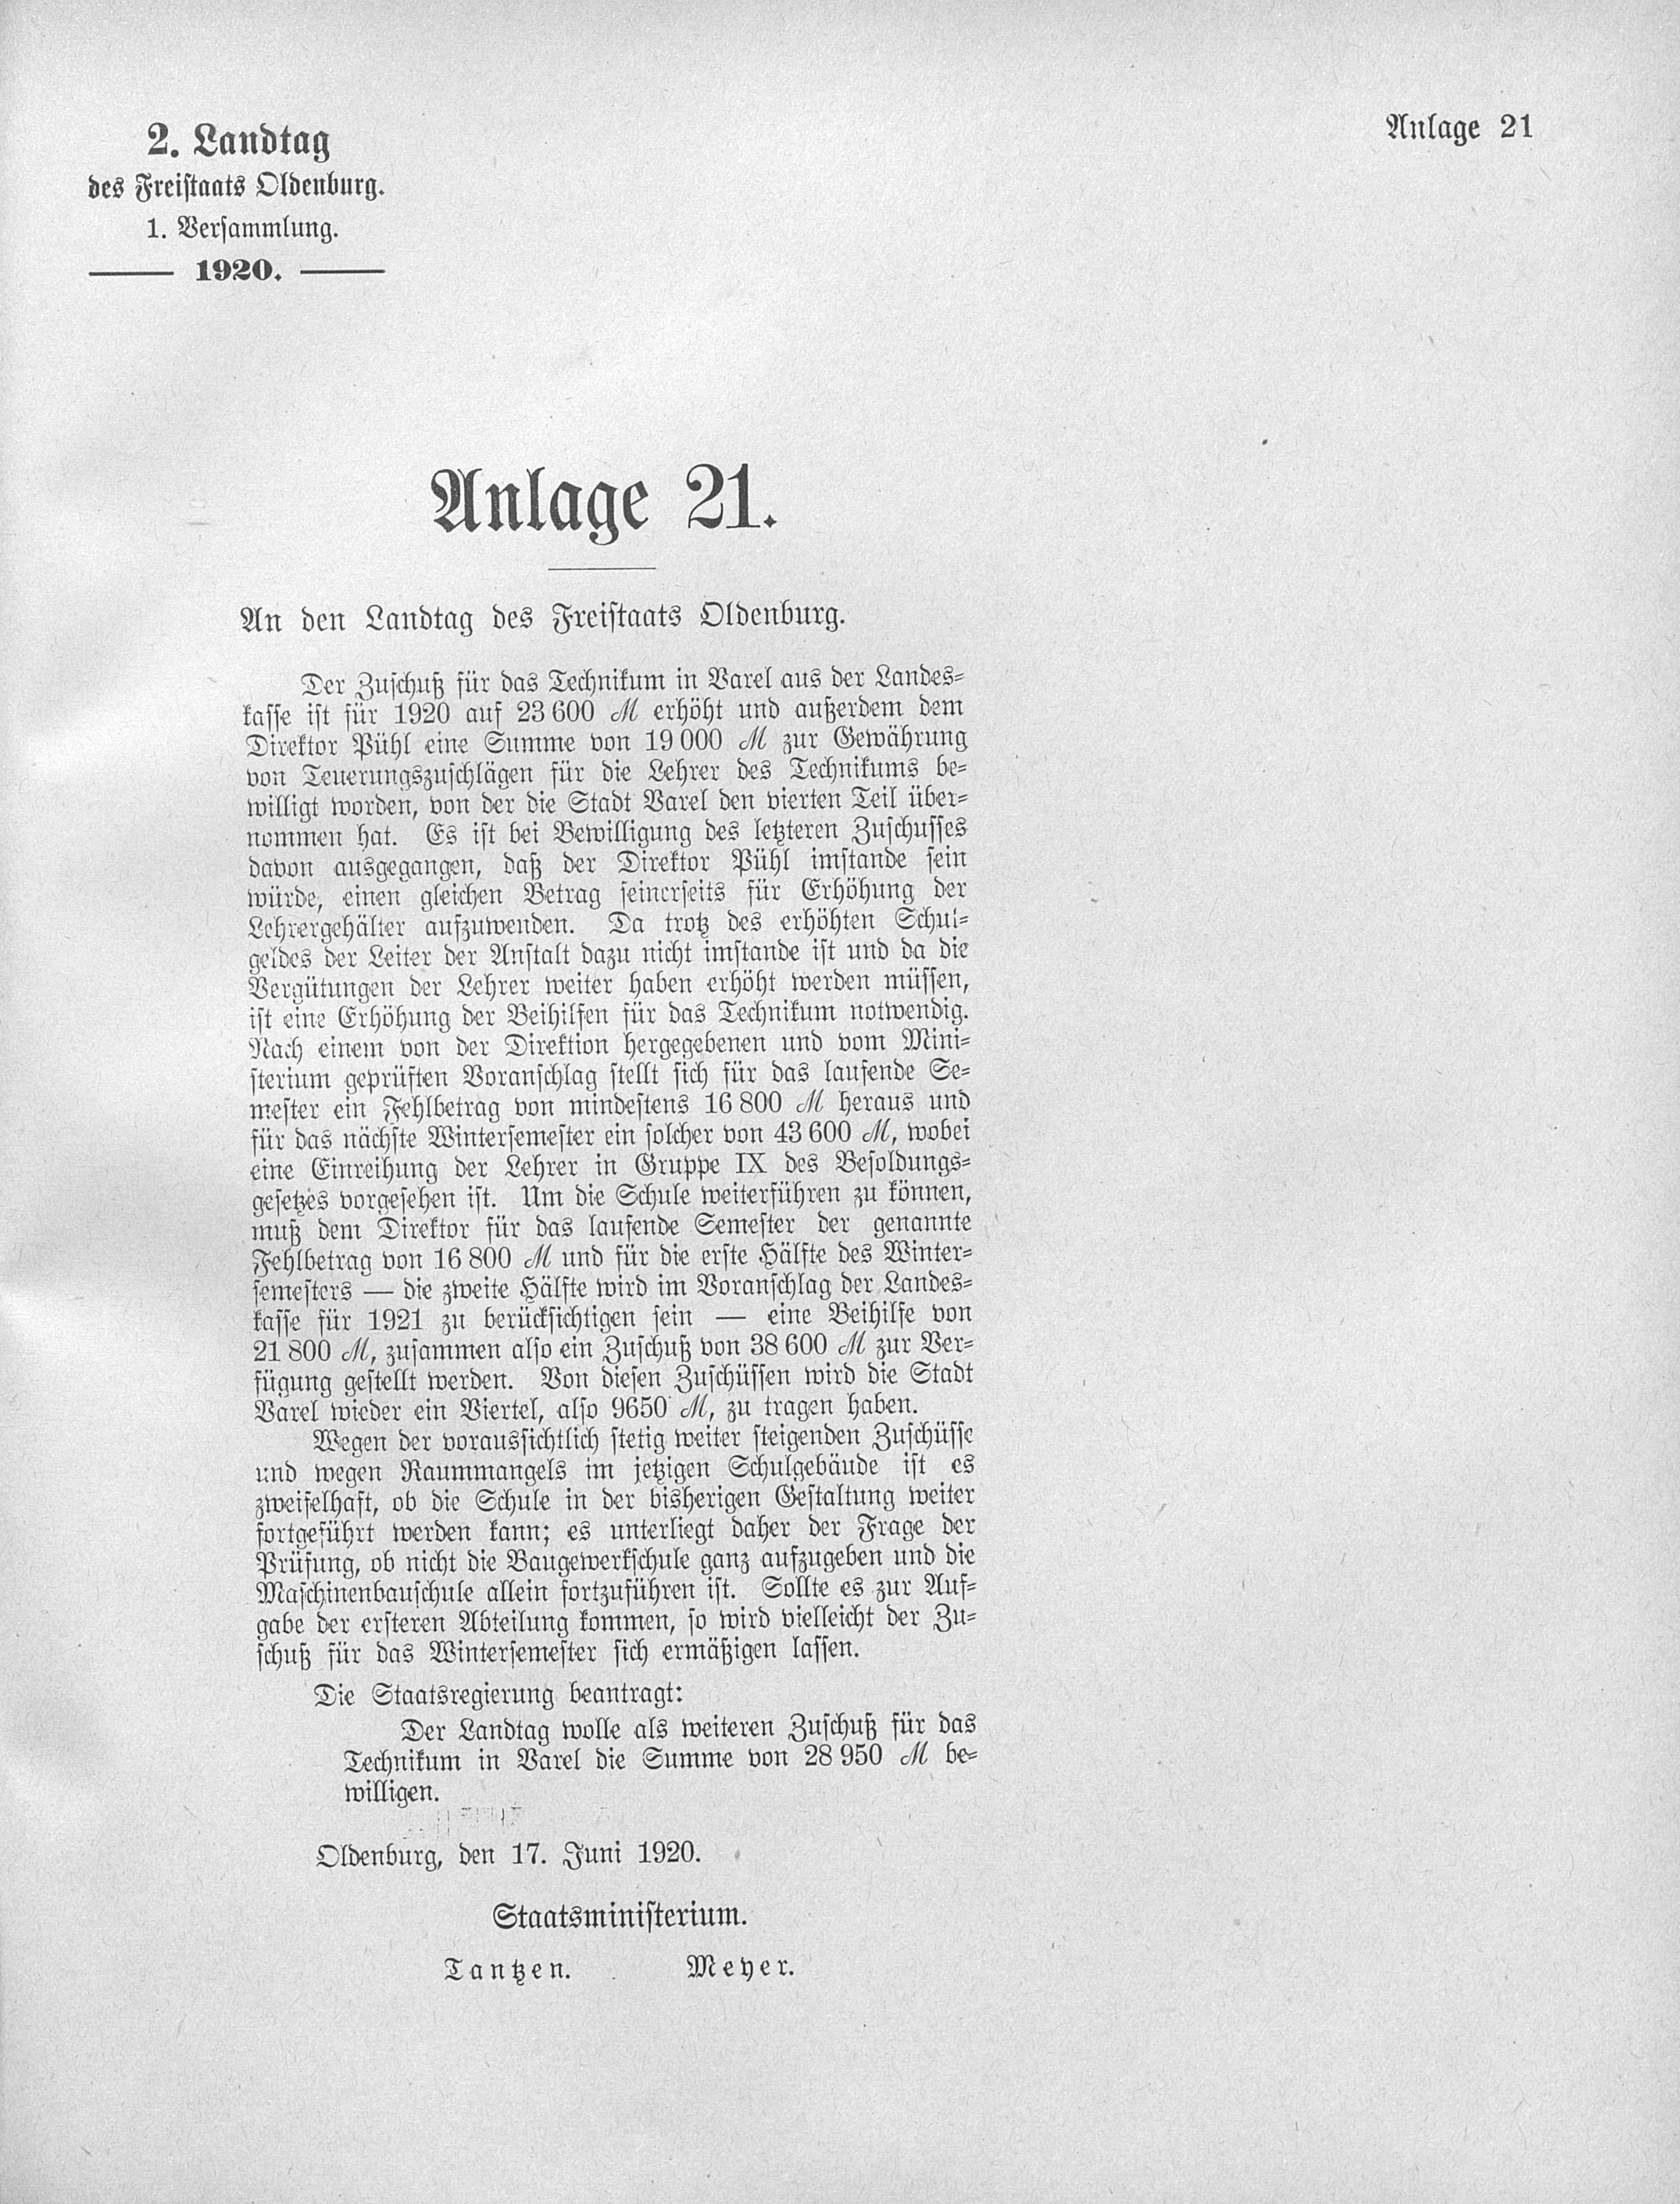 2. Landtag
des Freistaats Oldenburg.
1. Versammlung.
1920.
Anlage 21
Anlage 21.
An den Landtag des Freistaats Oldenburg.
Der Zuschuß für das Technikum in Varel aus der Landes-
kasse ist für 1920 auf 23 600 ℳ erhöht und außerdem dem
Direktor Pühl eine Summe von 19 000 ℳ zur Gewährung
von Teuerungszuschlägen für die Lehrer des Technikums be-
willigt worden, von der die Stadt Varel den vierten Teil über-
nommen hat. Es ist bei Bewilligung des letzteren Zuschusses
davon ausgegangen, daß der Direktor Pühl imstande sein
würde, einen gleichen Betrag seinerseits für Erhöhung der
Lehrergehälter aufzuwenden. Da trotz des erhöhten Schul-
geldes der Leiter der Anstalt dazu nicht imstande ist und da die
Vergütungen der Lehrer weiter haben erhöht werden müssen,
ist eine Erhöhung der Beihilfen für das Technikum notwendig.
Nach einem von der Direktion hergegebenen und vom Mini-
sterium geprüften Voranschlag stellt sich für das laufende Se-
mester ein Fehlbetrag von mindestens 16 800 ℳ heraus und
für das nächste Wintersemester ein solcher von 43 600 ℳ, wobei
eine Einreihung der Lehrer in Gruppe IX des Besoldungs-
gesetzes vorgesehen ist. Um die Schule weiterführen zu können,
muß dem Direktor für das laufende Semester der genannte
Fehlbetrag von 16 800 ℳ und für die erste Hälfte des Winter-
semesters — die zweite Hälfte wird im Voranschlag der Landes-
kasse für 1921 zu berücksichtigen sein — eine Beihilfe von
21 800 ℳ, zusammen also ein Zuschuß von 38 600 ℳ zur Ver-
fügung gestellt werden. Von diesen Zuschüssen wird die Stadt
Varel wieder ein Viertel, also 9650 ℳ, zu tragen haben.
Wegen der voraussichtlich stetig weiter steigenden Zuschüsse
und wegen Raummangels im jetzigen Schulgebäude ist es
zweifelhaft, ob die Schule in der bisherigen Gestaltung weiter
fortgeführt werden kann; es unterliegt daher der Frage der
Prüfung, ob nicht die Baugewerkschule ganz aufzugeben und die
Maschinenbauschule allein fortzuführen ist. Sollte es zur Auf-
gabe der ersteren Abteilung kommen, so wird vielleicht der Zu-
schuß für das Wintersemester sich ermäßigen lassen.
Die Staatsregierung beantragt:
Der Landtag wolle als weiteren Zuschuß für das
Technikum in Varel die Summe von 28 950 ℳ be-
willigen.
Oldenburg, den 17. Juni 1920.
Staatsministerium.
Tantzen. Meyer.